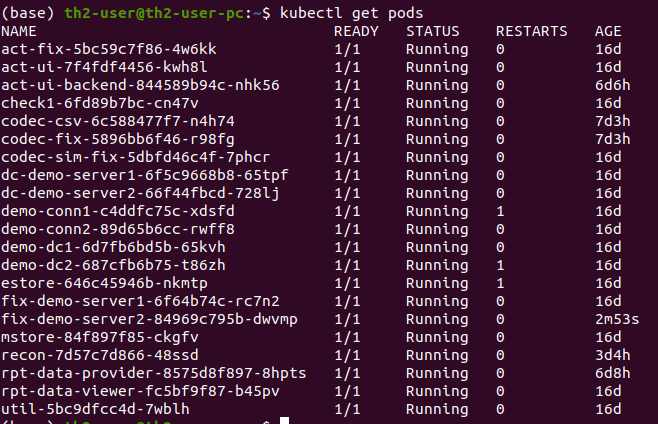 (base) th2-user@th2-user-pc:~$ kubectl get pods
NAME READY STATUS RESTARTS AGE
act-fix-5bc59c7f86-4w6kk 1/1 Running 0 16d
act-ui-7f4fdf4456-kwh8l 1/1 Running 0 16d
act-ui-backend-844589b94c-nhk56 1/1 Running 0 6d6h
check1-6fd89b7bc-cn47v 1/1 Running 0 16d
codec-csv-6c588477f7-n4h74 1/1 Running 0 7d3h
codec-fix-5896bb6f46-r98fg 1/1 Running 0 7d3h
codec-sim-fix-5dbfd46c4f-7phcr 1/1 Running 0 16d
dc-demo-server1-6f5c9668b8-65tpf 1/1 Running 0 16d
dc-demo-server2-66f44fbcd-728lj 1/1 Running 0 16d
demo-conn1-c4ddfc75c-xdsfd 1/1 Running 1 16d
demo-conn2-89d65b6cc-rwff8 1/1 Running 0 16d
demo-dc1-6d7fb6bd5b-65kvh 1/1 Running 0 16d
demo-dc2-687cfb6b75-t86zh 1/1 Running 1 16d
estore-646c45946b-nkmtp 1/1 Running 1 16d
fix-demo-server1-6f64b74c-rc7n2 1/1 Running 0 16d
fix-demo-server2-84969c795b-dwvmp 1/1 Running 0 2m53s
mstore-84f897f85-ckgfv 1/1 Running 0 16d
recon-7d57c7d866-48ssd 1/1 Running 0 3d4h
rpt-data-provider-8575d8f897-8hpts 1/1 Running 0 6d8h
rpt-data-viewer-fc5bf9f87-b45pv 1/1 Running 0 16d
util-5bc9dfcc4d-7wblh 1/1 Running 0 16d
(base) th2-user@th2-user-pc:~$